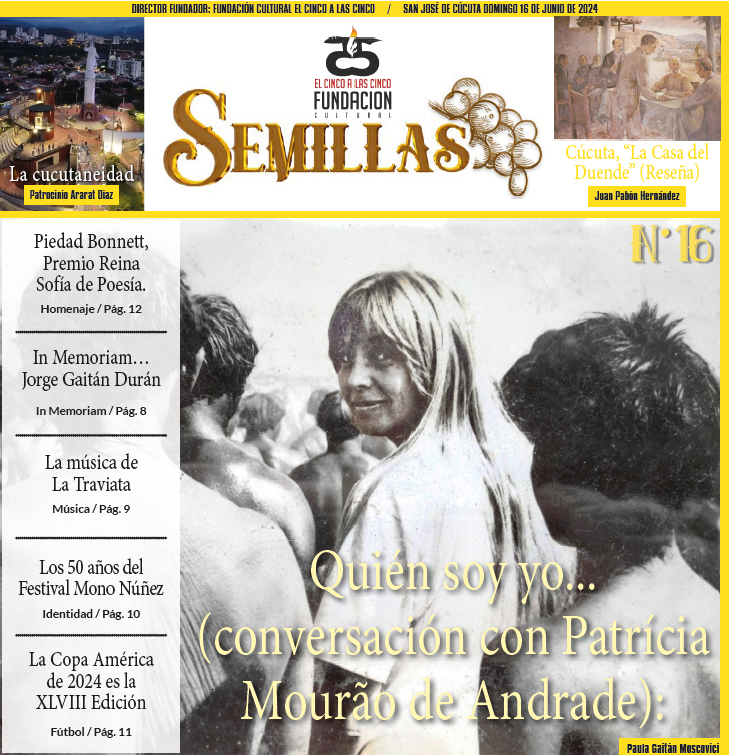 DIRECTOR FUNDADOR: FUNDACIÓN CULTURAL EL CINCO A LAS CINCO / SAN JOSÉ DE CÚCUTA DOMINGO 16 DE JUNIO DE 2024
EL CINCO A LAS CINCO
FUNDACION
CULTURAL
SEMILLAS
La cucutaneidad
Patrocinio Ararat Díaz
Cúcuta, “La Casa del
Duende” (Reseña)
Juan Pabón Hernández
N°16
Piedad Bonnett,
Premio Reina
Sofía de Poesía.
Homenaje / Pág. 12
In Memoriam…
Jorge Gaitán Durán
In Memoriam / Pág. 8
La música de
La Traviata
Música / Pág. 9
Los 50 años del
Festival Mono Núñez
Identidad / Pág. 10
La Copa América
de 2024 es la
XLVIII Edición
Fútbol / Pág. 11
Quién soy yo...
(conversación con Patrícia
Mourão de Andrade):
Paula Gaitán Moscovici